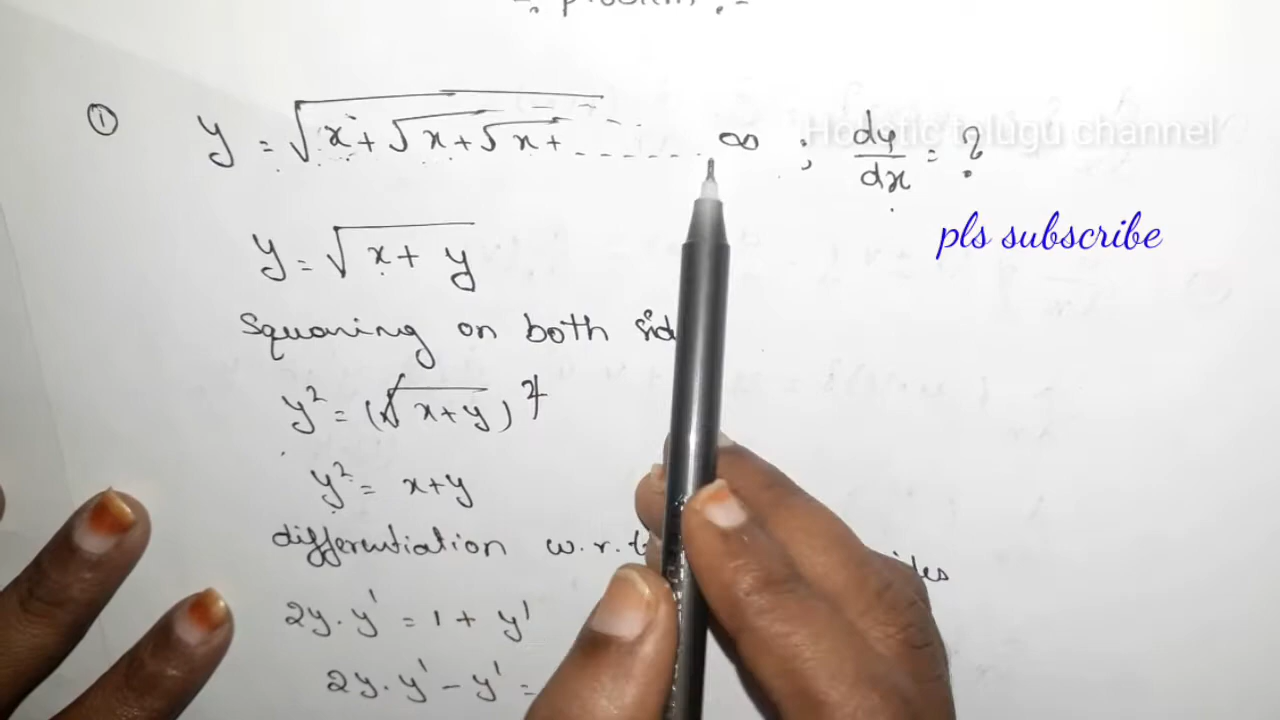 -: problem :-
Holistic telugu channel
① y = √x + √x + √x + - - - - - - ∞ ; dy/dx = ?
pls subscribe
y = √x + y
Squaring on both sid
y² = (√x+y)²
y² = x+y
differentiation w.r.t
2y.y' = 1 + y'
2y.y' - y' =